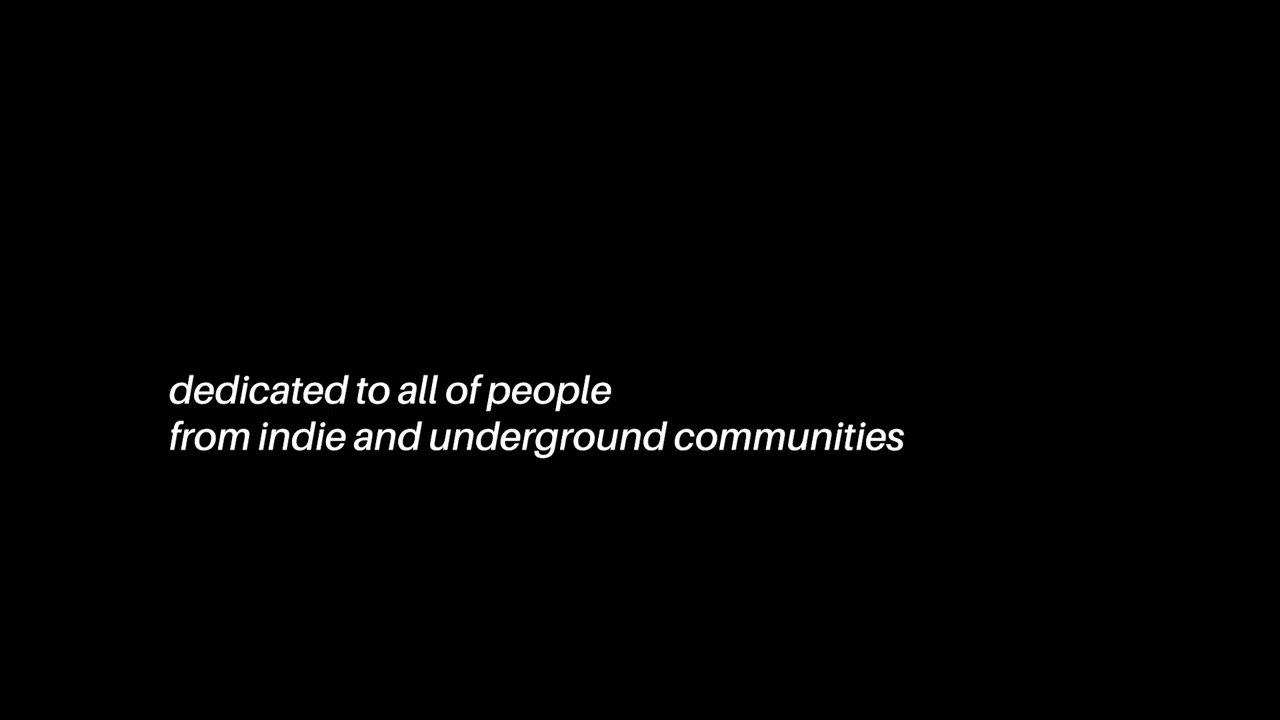 dedicated to all of people
from indie and underground communities